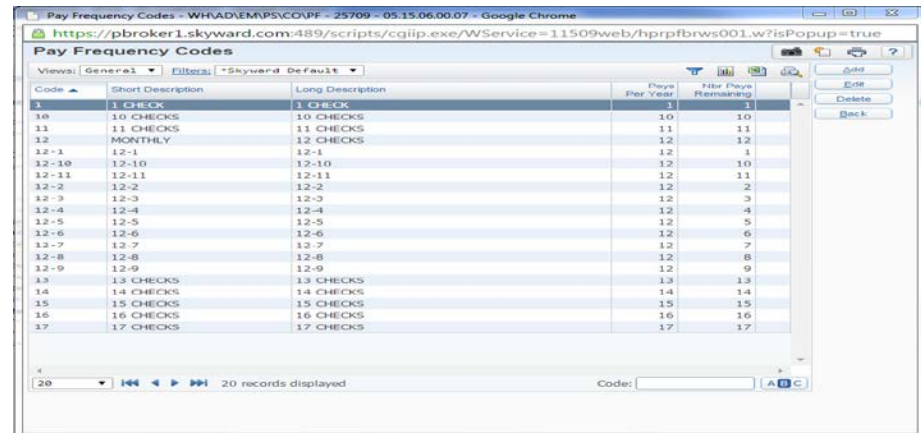 Pay Frequency Codes - WH\AD\EM\PS\CO\PF - 25709 - 05.15.06.00.07 - Google Chrome
https://pbroker1.skyward.com:489/scripts/cgiip.exe/WService=11509web/hprpfbrws001.w?isPopup=true
Pay Frequency Codes
Views: General Filters: *Skyward Default
Add
Edit
Delete
Back
Code Short Description Long Description Pays Per Year Nbr Pays Remaining
1 1 CHECK 1 CHECK 1 1
10 10 CHECKS 10 CHECKS 10 10
11 11 CHECKS 11 CHECKS 11 11
12 MONTHLY 12 CHECKS 12 12
12-1 12-1 12-1 12 1
12-10 12-10 12-10 12 10
12-11 12-11 12-11 12 11
12-2 12-2 12-2 12 2
12-3 12-3 12-3 12 3
12-4 12-4 12-4 12 4
12-5 12-5 12-5 12 5
12-6 12-6 12-6 12 6
12-7 12-7 12-7 12 7
12-8 12-8 12-8 12 8
12-9 12-9 12-9 12 9
13 13 CHECKS 13 CHECKS 13 13
14 14 CHECKS 14 CHECKS 14 14
15 15 CHECKS 15 CHECKS 15 15
16 16 CHECKS 16 CHECKS 16 16
17 17 CHECKS 17 CHECKS 17 17
20 20 records displayed Code: A B C